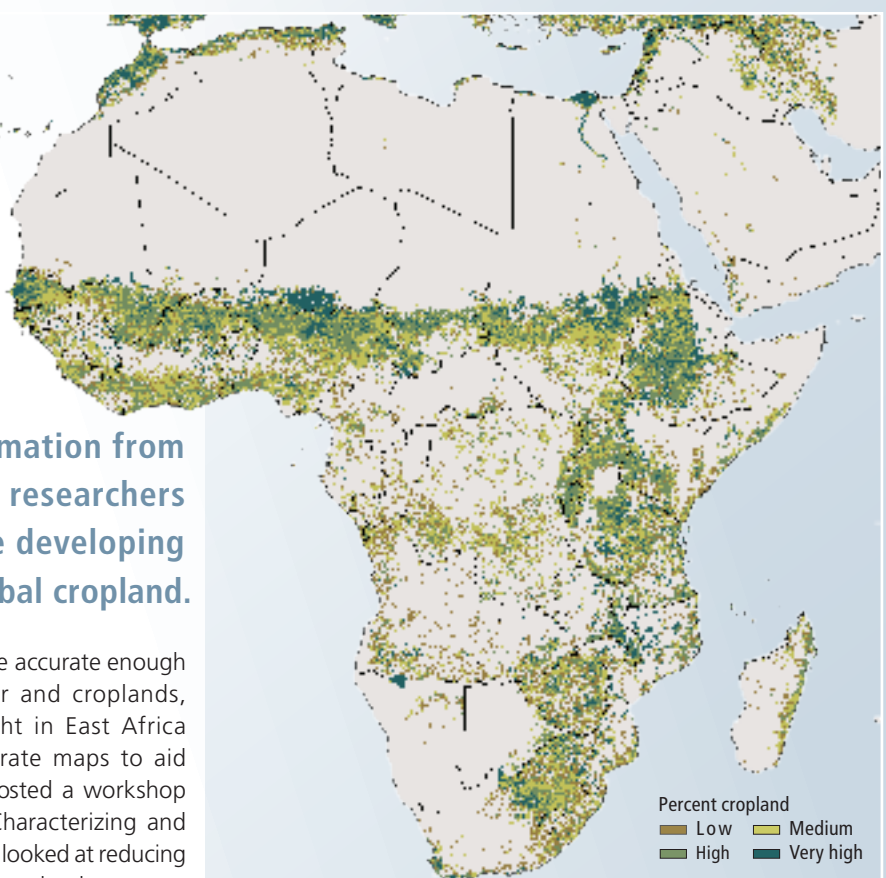 mation from
researchers
e developing
bal cropland.
e accurate enough
r and croplands,
ht in East Africa
rate maps to aid
osted a workshop
Characterizing and
looked at reducing
Percent cropland
Low Medium
High Very high